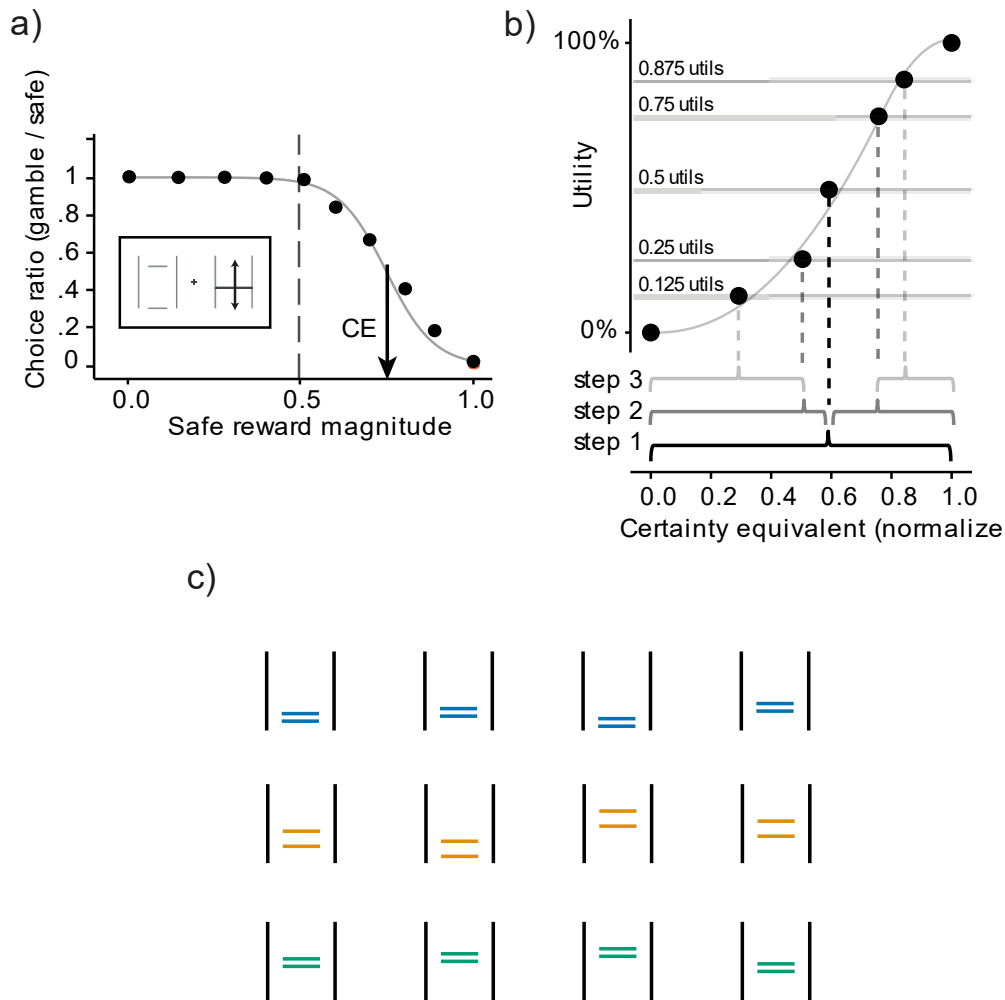 a)
Choice ratio (gamble / safe)
1
.8
.6
.4
.2
0
CE
0.0
0.5
1.0
Safe reward magnitude
b)
Utility
100%
0.875 utils
0.75 utils
0.5 utils
0.25 utils
0.125 utils
0%
step 3
step 2
step 1
0.0 0.2 0.4 0.6 0.8 1.0
Certainty equivalent (normalize
c)